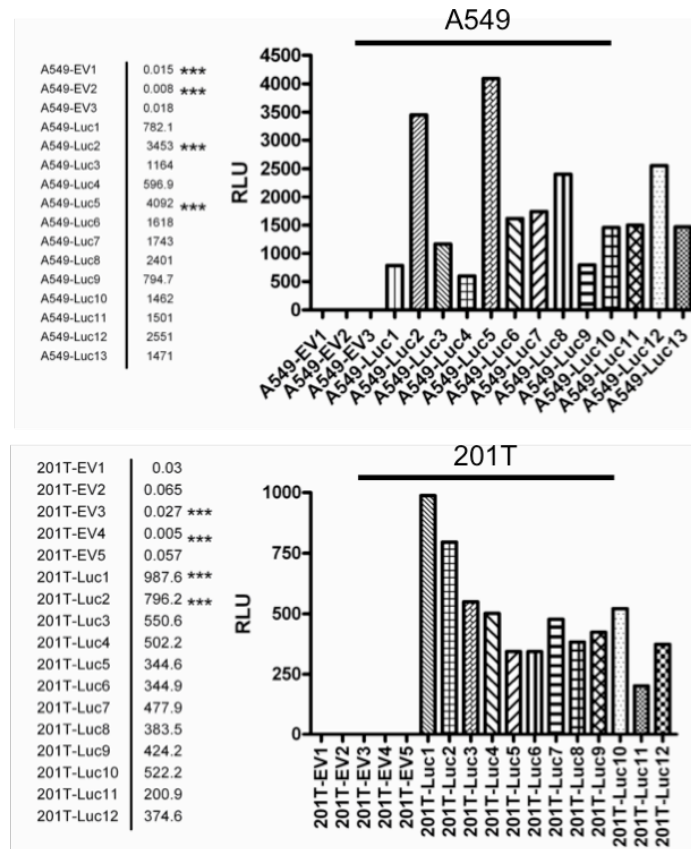 A549
A549-EV1 0.015 ***
A549-EV2 0.008 ***
A549-EV3 0.018
A549-Luc1 782.1
A549-Luc2 3453 ***
A549-Luc3 1164
A549-Luc4 596.9
A549-Luc5 4092 ***
A549-Luc6 1618
A549-Luc7 1743
A549-Luc8 2401
A549-Luc9 794.7
A549-Luc10 1462
A549-Luc11 1501
A549-Luc12 2551
A549-Luc13 1471
RLU
4500
4000
3500
3000
2500
2000
1500
1000
500
0
A549-EV1
A549-EV2
A549-EV3
A549-Luc1
A549-Luc2
A549-Luc3
A549-Luc4
A549-Luc5
A549-Luc6
A549-Luc7
A549-Luc8
A549-Luc9
A549-Luc10
A549-Luc11
A549-Luc12
A549-Luc13
201T
201T-EV1 0.03
201T-EV2 0.065
201T-EV3 0.027 ***
201T-EV4 0.005 ***
201T-EV5 0.057
201T-Luc1 987.6 ***
201T-Luc2 796.2 ***
201T-Luc3 550.6
201T-Luc4 502.2
201T-Luc5 344.6
201T-Luc6 344.9
201T-Luc7 477.9
201T-Luc8 383.5
201T-Luc9 424.2
201T-Luc10 522.2
201T-Luc11 200.9
201T-Luc12 374.6
RLU
1000
750
500
250
0
201T-EV1
201T-EV2
201T-EV3
201T-EV4
201T-EV5
201T-Luc1
201T-Luc2
201T-Luc3
201T-Luc4
201T-Luc5
201T-Luc6
201T-Luc7
201T-Luc8
201T-Luc9
201T-Luc10
201T-Luc11
201T-Luc12